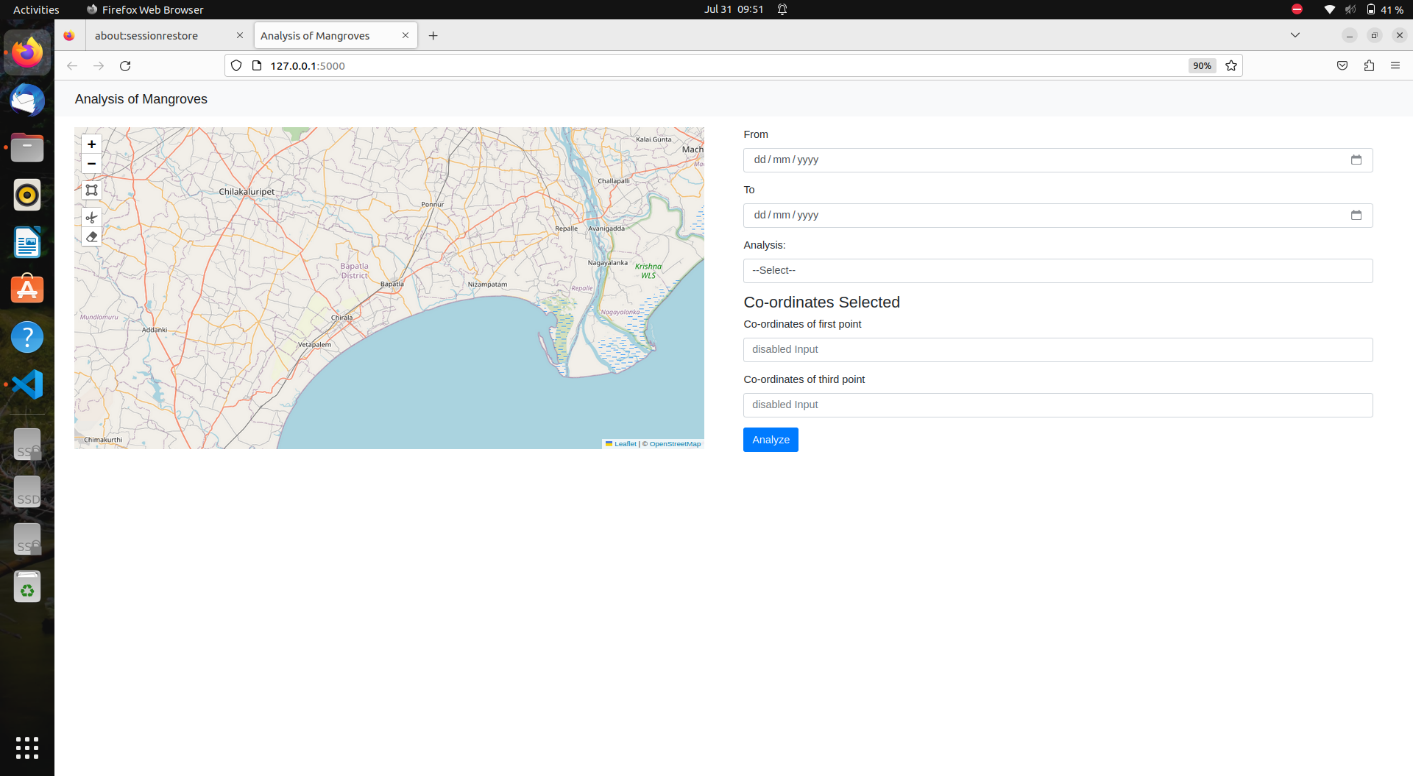 Activities
Firefox Web Browser
Jul 31 09:51
41 %
about:sessionrestore
Analysis of Mangroves
127.0.0.1:5000
90%
Analysis of Mangroves
+
−
Kalai Gunta
Mach
Challapalli
Chilakaluripet
Ponnur
Repalle
Avanigadda
Nagayalanka
Krishna
WLS
Bapatla
District
Bapatla
Nizampatam
Repalle
Nagayalanka
Chirala
Addanki
Vetapalem
Chimakurthi
Leaflet | © OpenStreetMap
From
dd / mm / yyyy
To
dd / mm / yyyy
Analysis:
--Select--
Co-ordinates Selected
Co-ordinates of first point
disabled Input
Co-ordinates of third point
disabled Input
Analyze
SSD